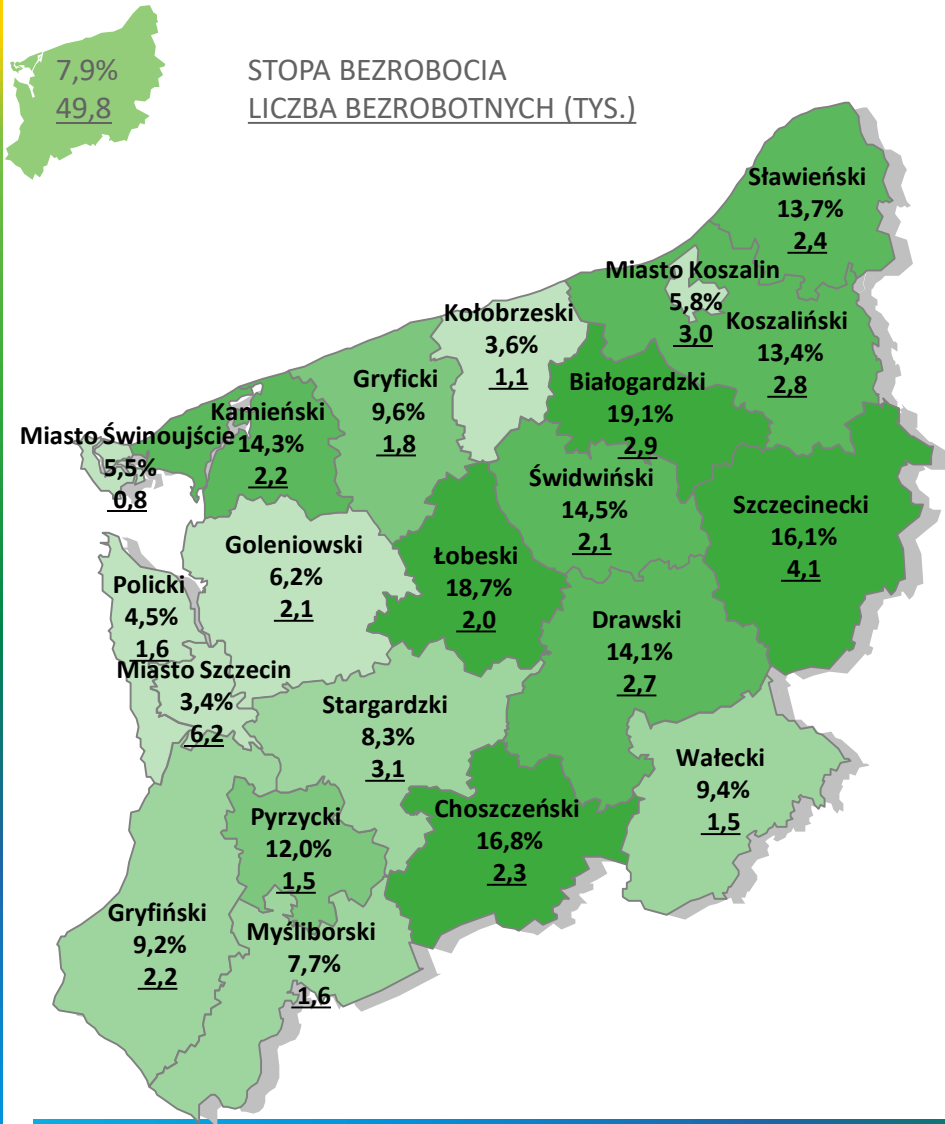 7,9%
49,8
STOPA BEZROBOCIA
LICZBA BEZROBOTNYCH (TYS.)
Sławieński
13,7%
2,4
Miasto Koszalin
5,8%
3,0
Koszaliński
13,4%
2,8
Kołobrzeski
3,6%
1,1
Białogardzki
19,1%
2,9
Gryficki
9,6%
1,8
Kamieński
14,3%
2,2
Miasto Świnoujście
5,5%
0,8
Świdwiński
14,5%
2,1
Szczecinecki
16,1%
4,1
Goleniowski
6,2%
2,1
Łobeski
18,7%
2,0
Policki
4,5%
1,6
Drawski
14,1%
2,7
Miasto Szczecin
3,4%
6,2
Stargardzki
8,3%
3,1
Wałecki
9,4%
1,5
Choszczeński
16,8%
2,3
Pyrzycki
12,0%
1,5
Gryfiński
9,2%
2,2
Myśliborski
7,7%
1,6